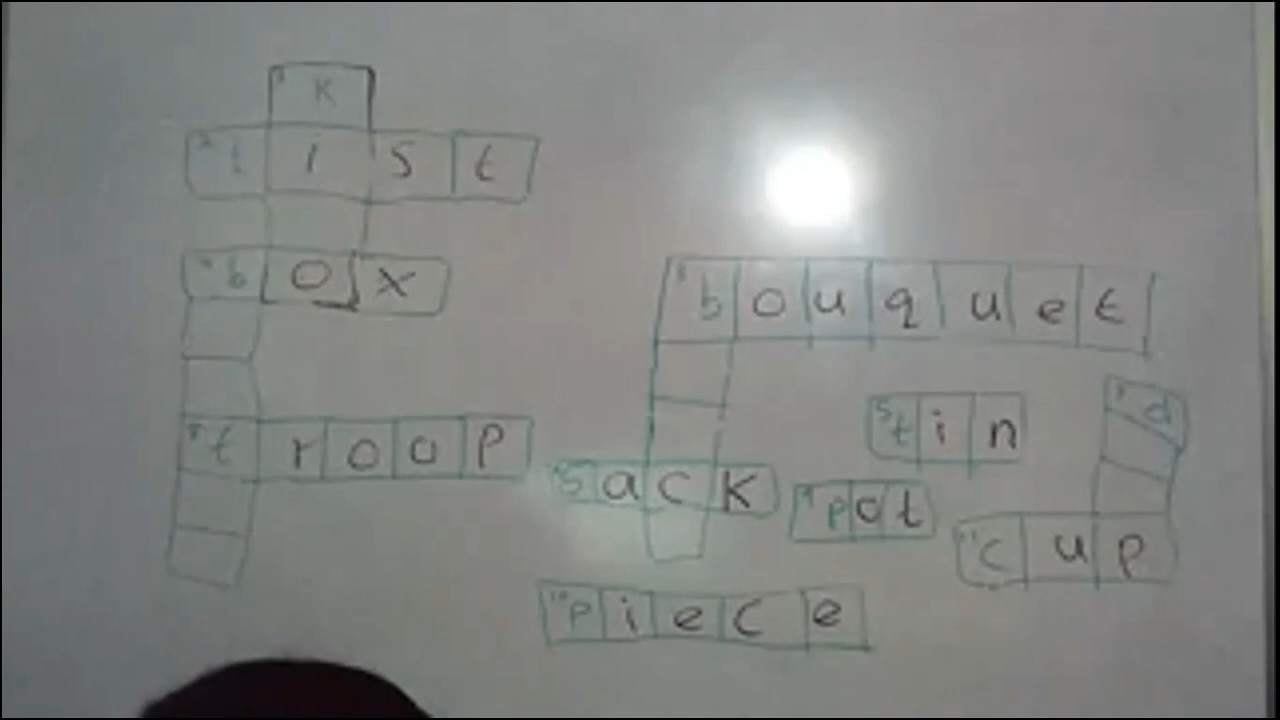 K
list
box
bouquet
d
tin
troop
sack
pot
cup
piece